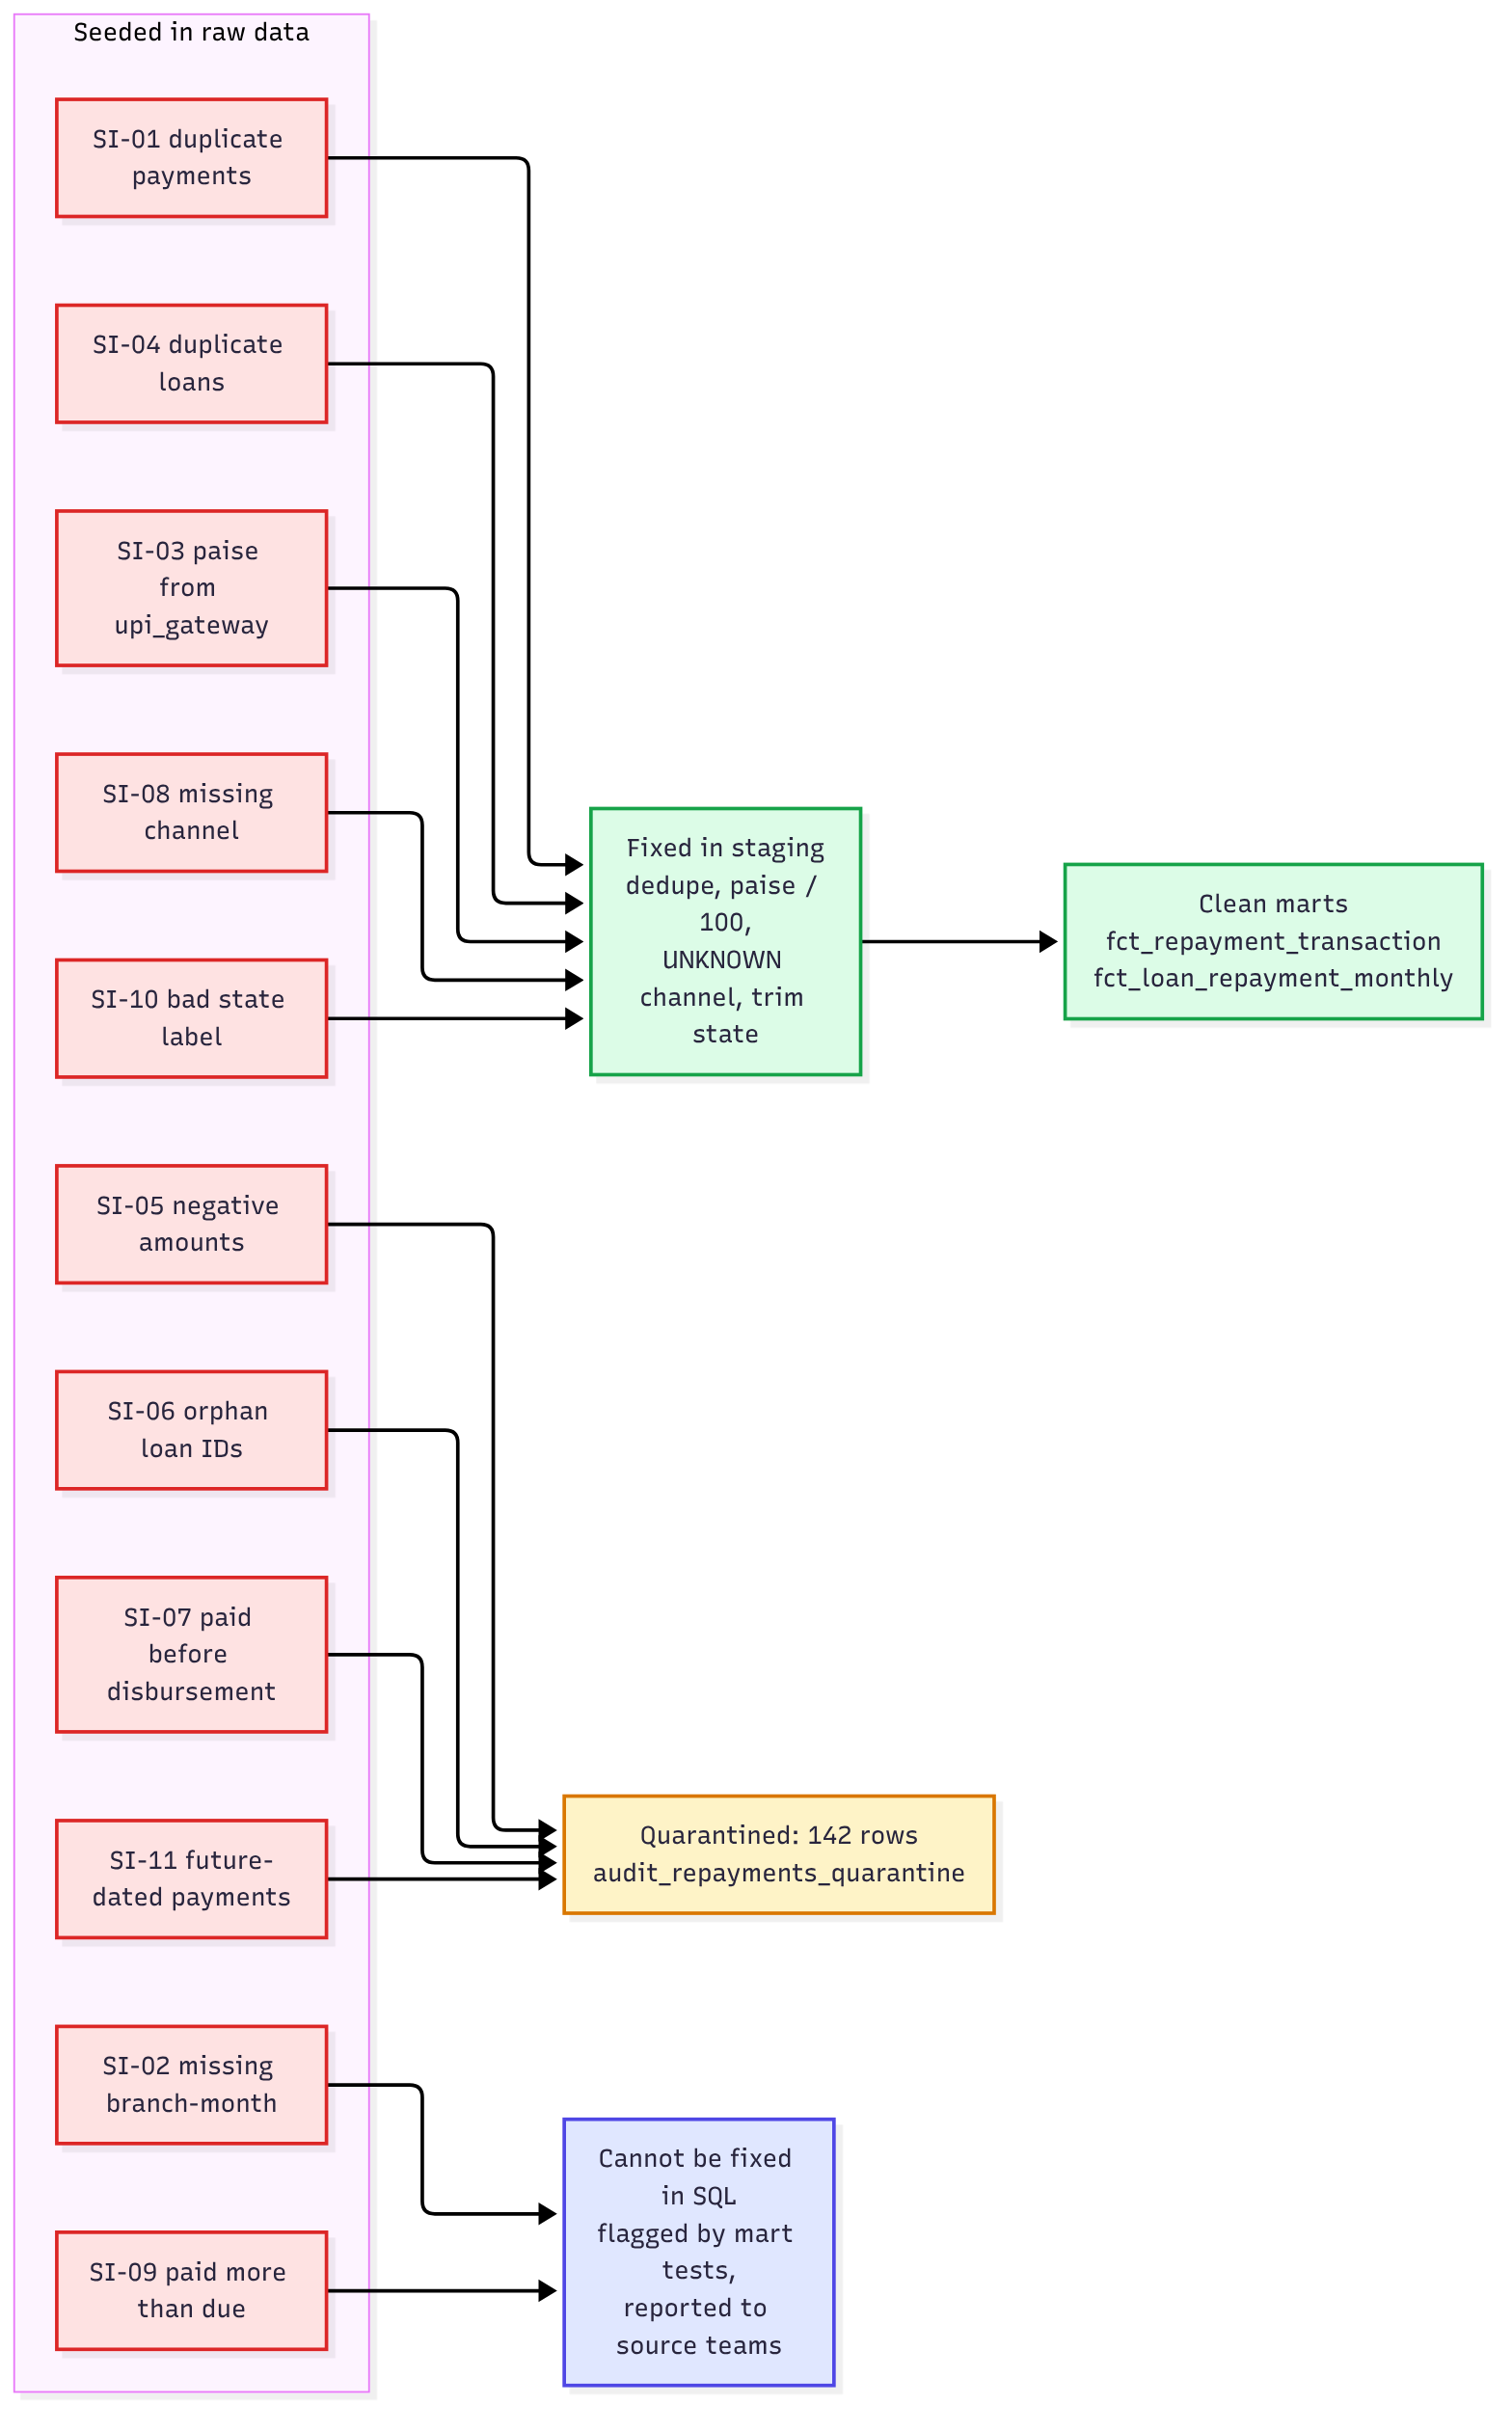 Seeded in raw data
SI-01 duplicate
payments
SI-04 duplicate
loans
SI-03 paise
from
upi_gateway
SI-08 missing
channel
SI-10 bad state
label
Fixed in staging
dedupe, paise /
100,
UNKNOWN
channel, trim
state
Clean marts
fct_repayment_transaction
fct_loan_repayment_monthly
SI-05 negative
amounts
SI-06 orphan
loan IDs
SI-07 paid
before
disbursement
SI-11 future-
dated payments
Quarantined: 142 rows
audit_repayments_quarantine
SI-02 missing
branch-month
SI-09 paid more
than due
Cannot be fixed
in SQL
flagged by mart
tests,
reported to
source teams